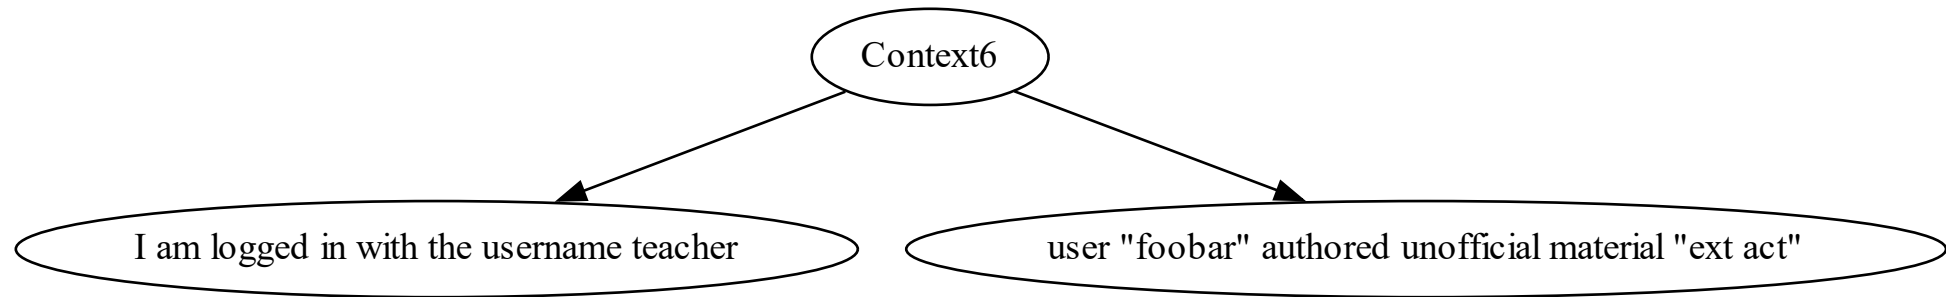 Context6
I am logged in with the username teacher
user "foobar" authored unofficial material "ext act"